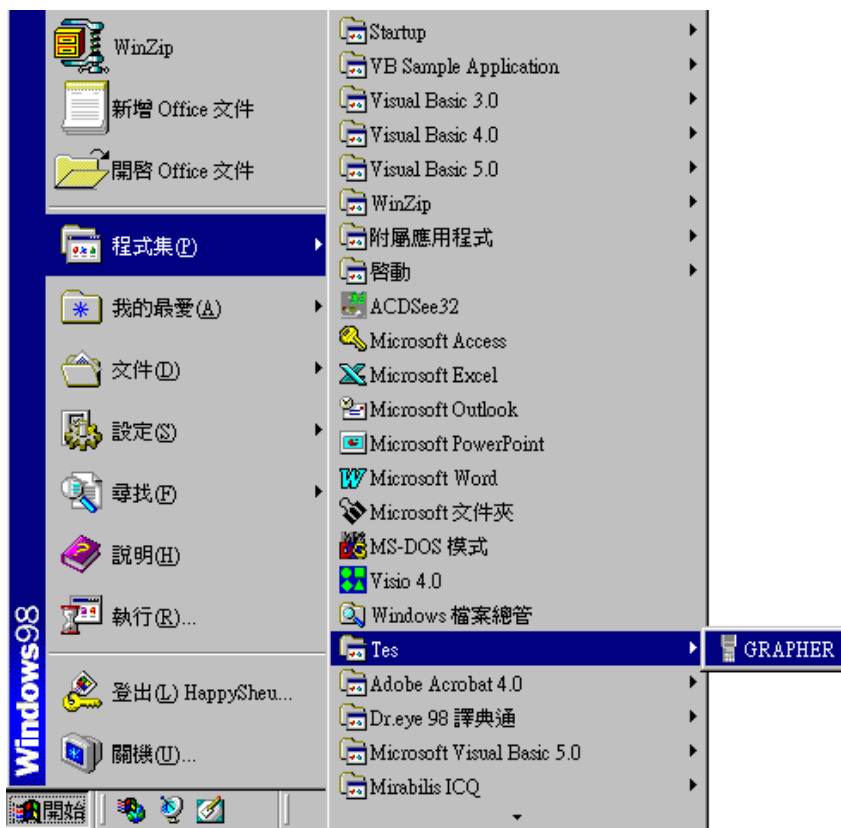 WinZip
新增 Office 文件
開啓 Office 文件
程式集(P)
我的最愛(A)
文件(D)
設定(S)
尋找(F)
說明(H)
執行(R)...
登出(L) HappySheu...
關機(U)...
Windows98
開始
Startup
VB Sample Application
Visual Basic 3.0
Visual Basic 4.0
Visual Basic 5.0
WinZip
附屬應用程式
啓動
ACDSee32
Microsoft Access
Microsoft Excel
Microsoft Outlook
Microsoft PowerPoint
Microsoft Word
Microsoft 文件夾
MS-DOS 模式
Visio 4.0
Windows 檔案總管
Tes
Adobe Acrobat 4.0
Dr.eye 98 譯典通
Microsoft Visual Basic 5.0
Mirabilis ICQ
GRAPHER